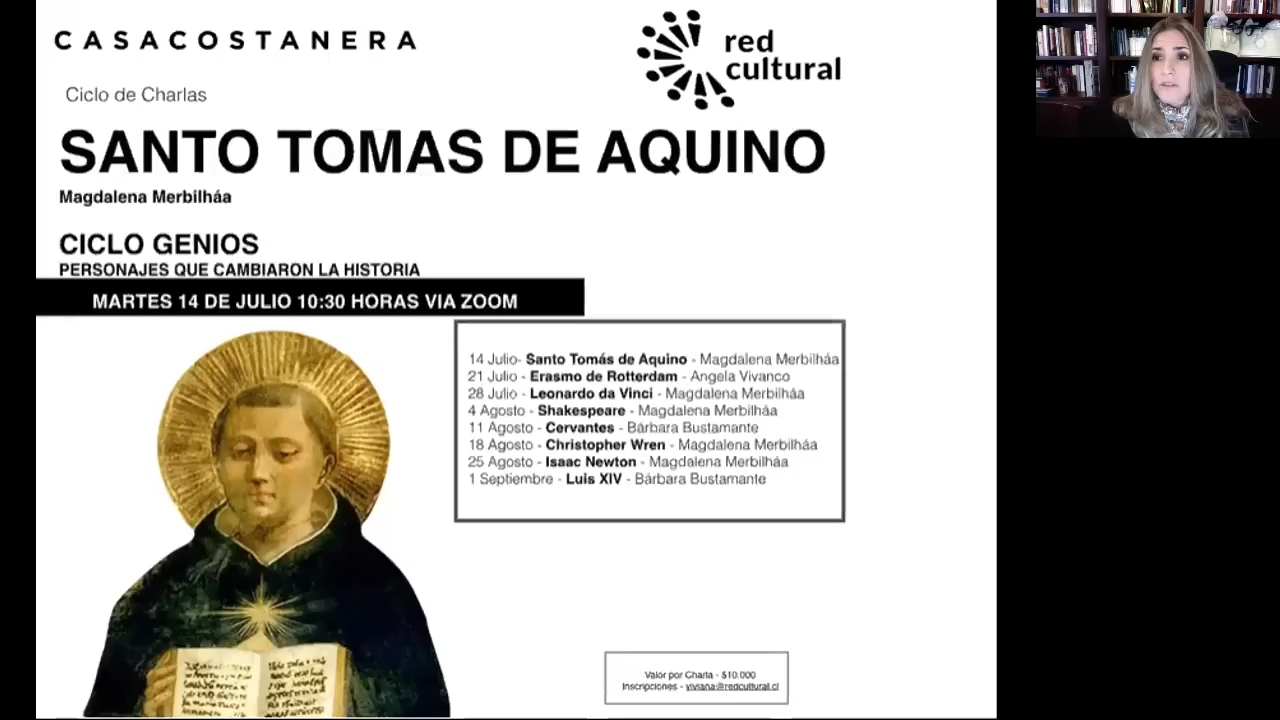 CASACOSTANERA
red
cultural
Ciclo de Charlas
SANTO TOMAS DE AQUINO
Magdalena Merbilháa
CICLO GENIOS
PERSONAJES QUE CAMBIARON LA HISTORIA
MARTES 14 DE JULIO 10:30 HORAS VIA ZOOM
14 Julio- Santo Tomás de Aquino - Magdalena Merbilháa
21 Julio - Erasmo de Rotterdam - Angela Vivanco
28 Julio - Leonardo da Vinci - Magdalena Merbilháa
4 Agosto - Shakespeare - Magdalena Merbilháa
11 Agosto - Cervantes - Bárbara Bustamante
18 Agosto - Christopher Wren - Magdalena Merbilháa
25 Agosto - Isaac Newton - Magdalena Merbilháa
1 Septiembre - Luis XIV - Bárbara Bustamante
Valor por Charla - $10.000
Inscripciones - viviana@redcultural.cl